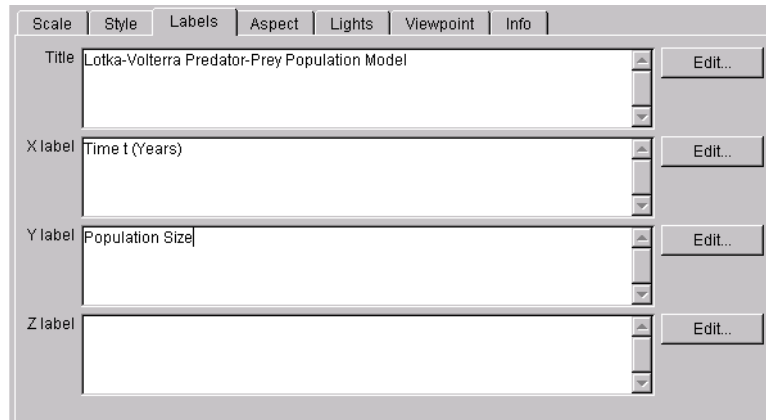 Scale Style Labels Aspect Lights Viewpoint Info
Title Lotka-Volterra Predator-Prey Population Model Edit...
X label Time t (Years) Edit...
Y label Population Size Edit...
Z label Edit...